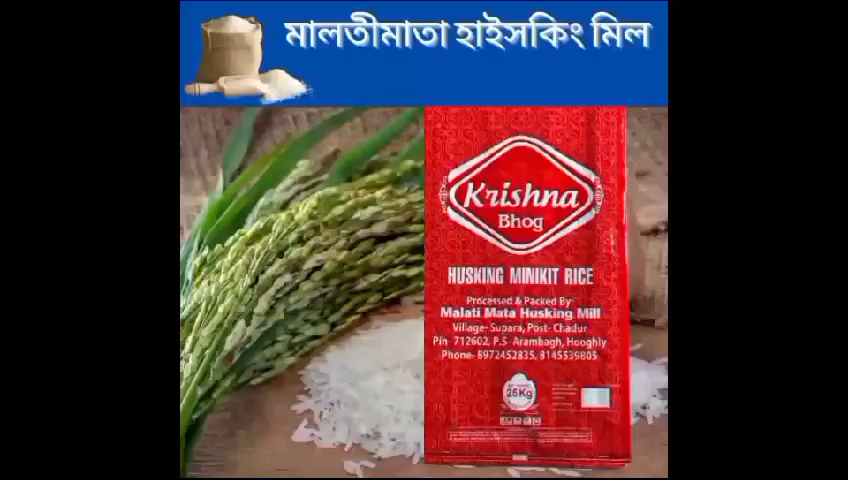 মালতীমাতা হাইসকিং মিল
Krishna
Bhog
HUSKING MINIKIT RICE
Processed & Packed By:
Malati Mata Husking Mill
Village- Supara, Post- Chadur
Pin- 712602, P.S- Arambagh, Hooghly
Phone- 8972452835, 8145539805
25Kg